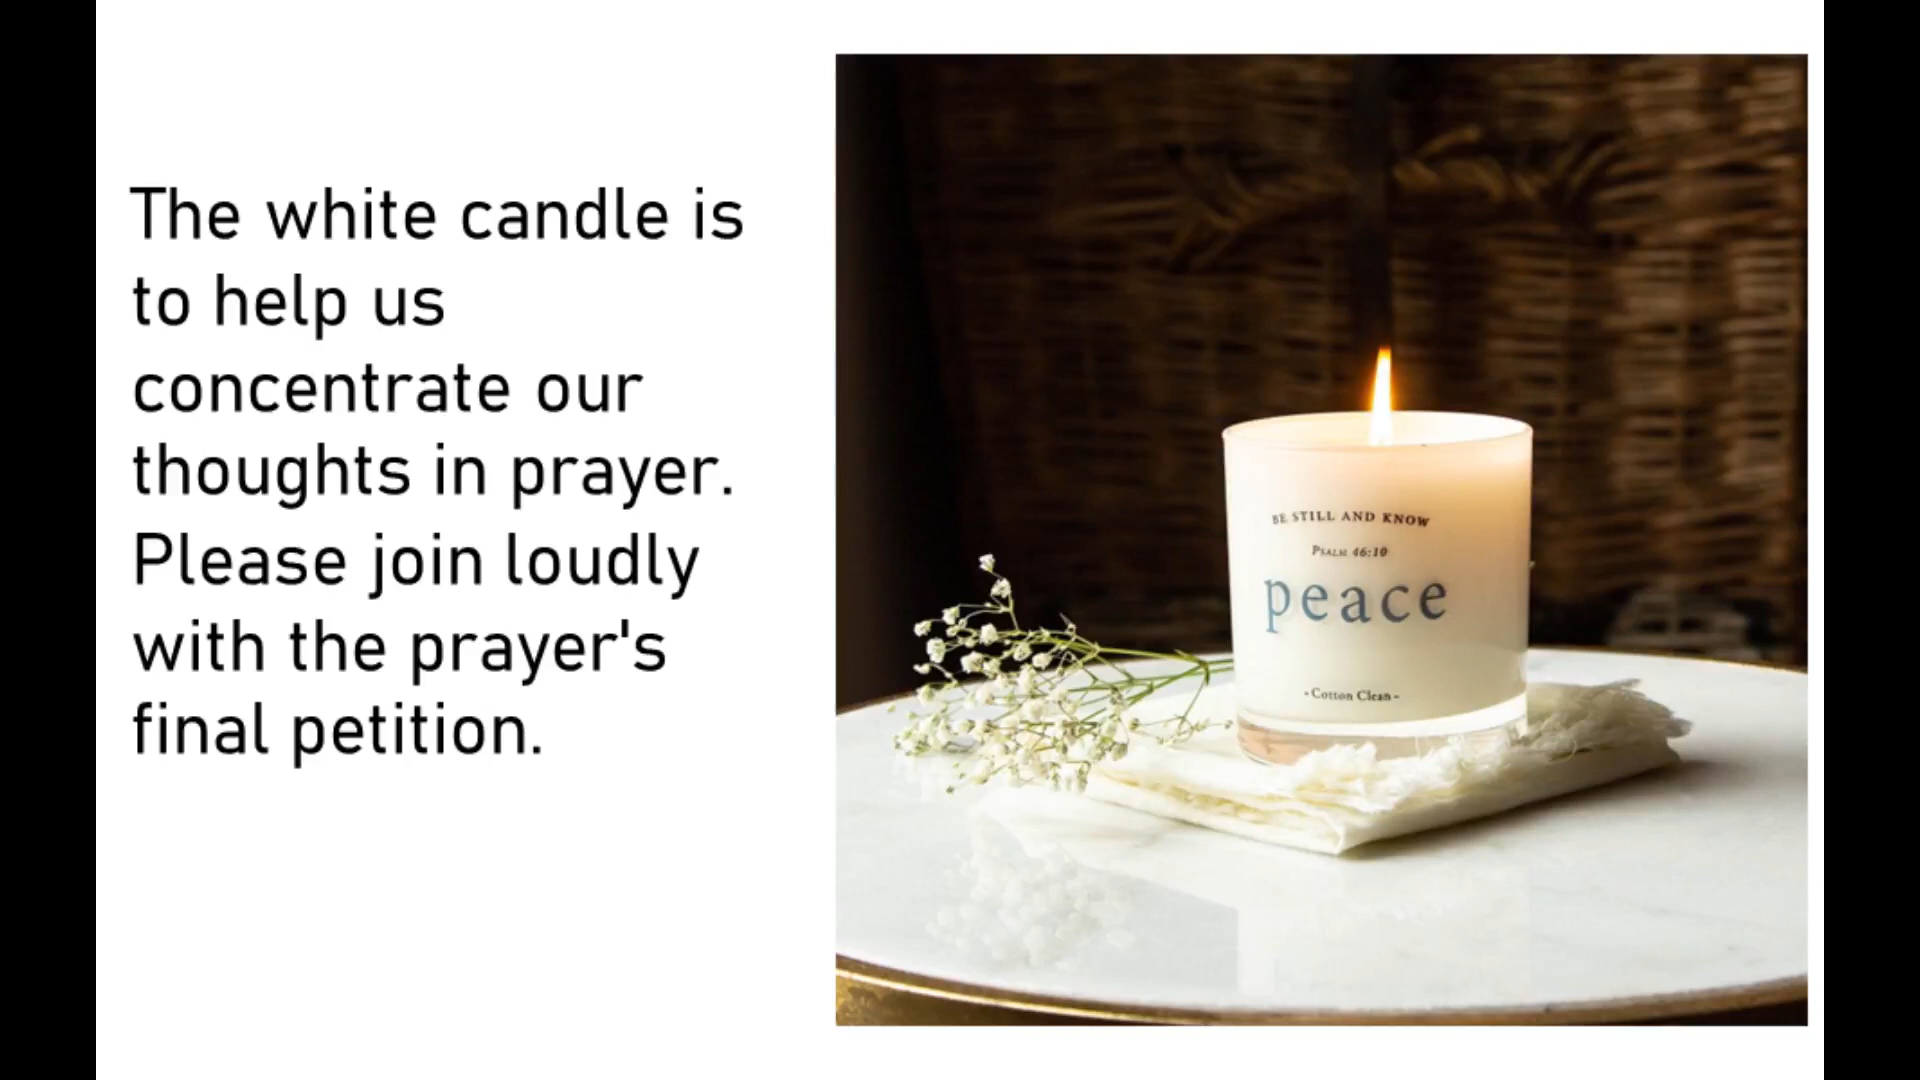 The white candle is
to help us
concentrate our
thoughts in prayer.
Please join loudly
with the prayer's
final petition.
BE STILL AND KNOW
PSALM 46:10
peace
- Cotton Clean -